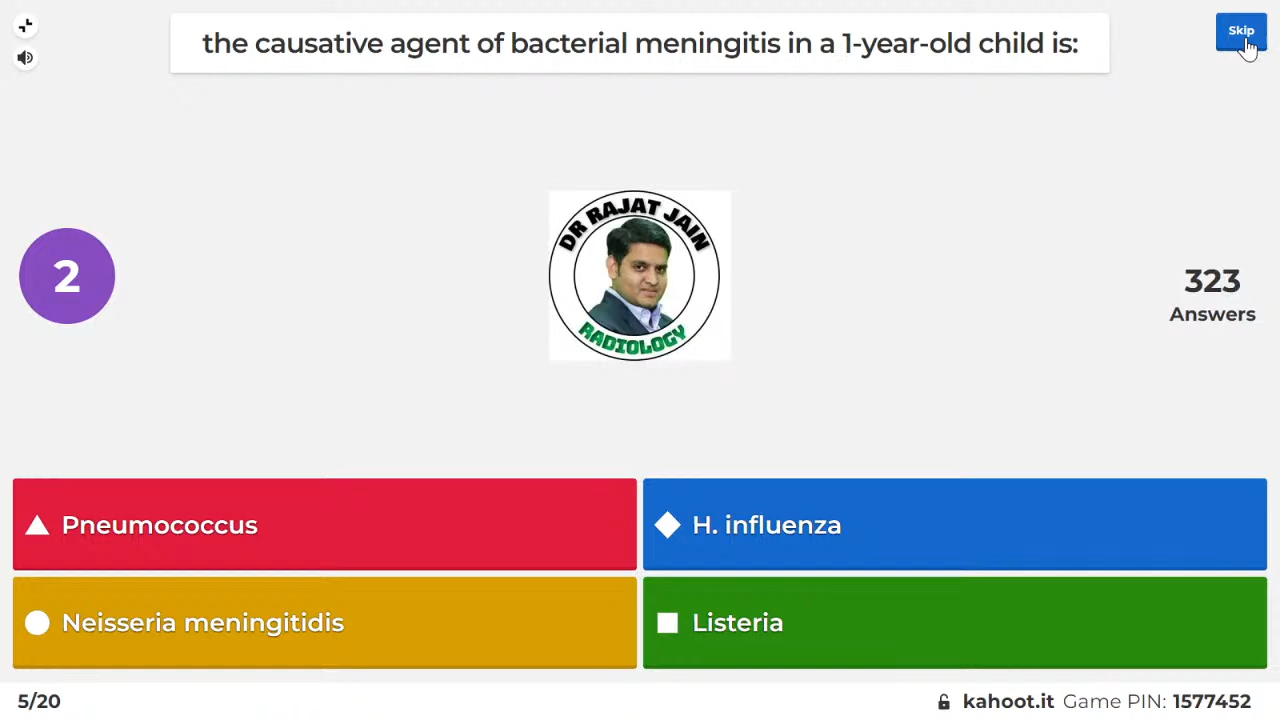 the causative agent of bacterial meningitis in a 1-year-old child is:
Skip
DR RAJAT JAIN
RADIOLOGY
2
323
Answers
Pneumococcus
H. influenza
Neisseria meningitidis
Listeria
5/20
kahoot.it Game PIN: 1577452